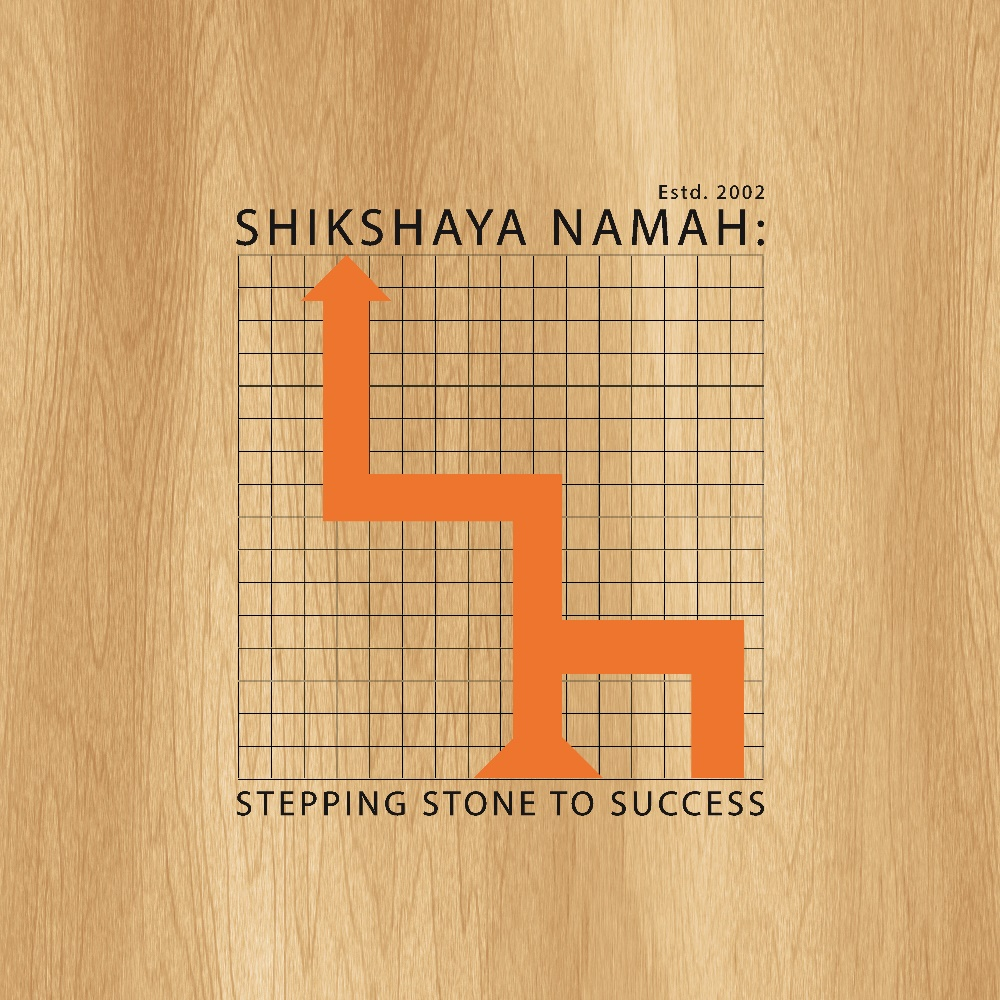 Estd. 2002
SHIKSHAYA NAMAH:
STEPPING STONE TO SUCCESS